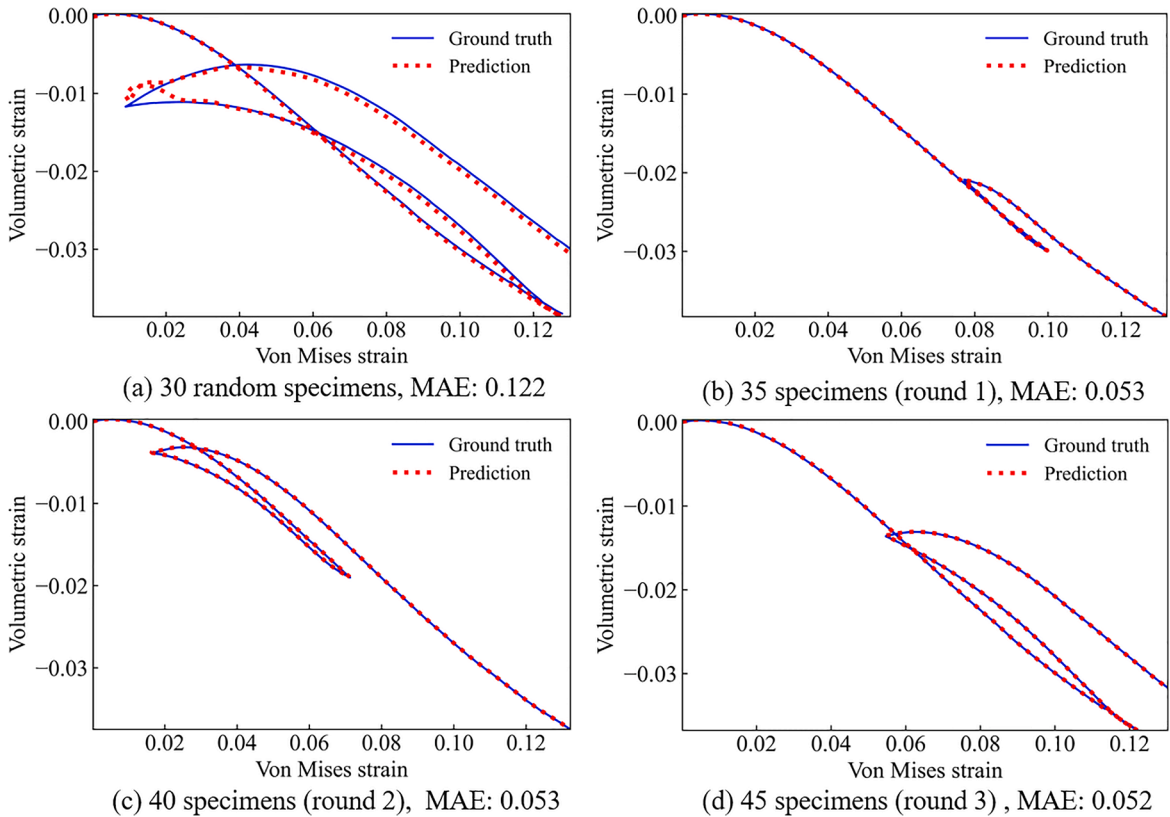 0.00
−0.01
−0.02
−0.03
Volumetric strain
Ground truth
Prediction
0.02 0.04 0.06 0.08 0.10 0.12
Von Mises strain
(a) 30 random specimens, MAE: 0.122
0.00
−0.01
−0.02
−0.03
Volumetric strain
Ground truth
Prediction
0.02 0.04 0.06 0.08 0.10 0.12
Von Mises strain
(b) 35 specimens (round 1), MAE: 0.053
0.00
−0.01
−0.02
−0.03
Volumetric strain
Ground truth
Prediction
0.02 0.04 0.06 0.08 0.10 0.12
Von Mises strain
(c) 40 specimens (round 2), MAE: 0.053
0.00
−0.01
−0.02
−0.03
Volumetric strain
Ground truth
Prediction
0.02 0.04 0.06 0.08 0.10 0.12
Von Mises strain
(d) 45 specimens (round 3) , MAE: 0.052